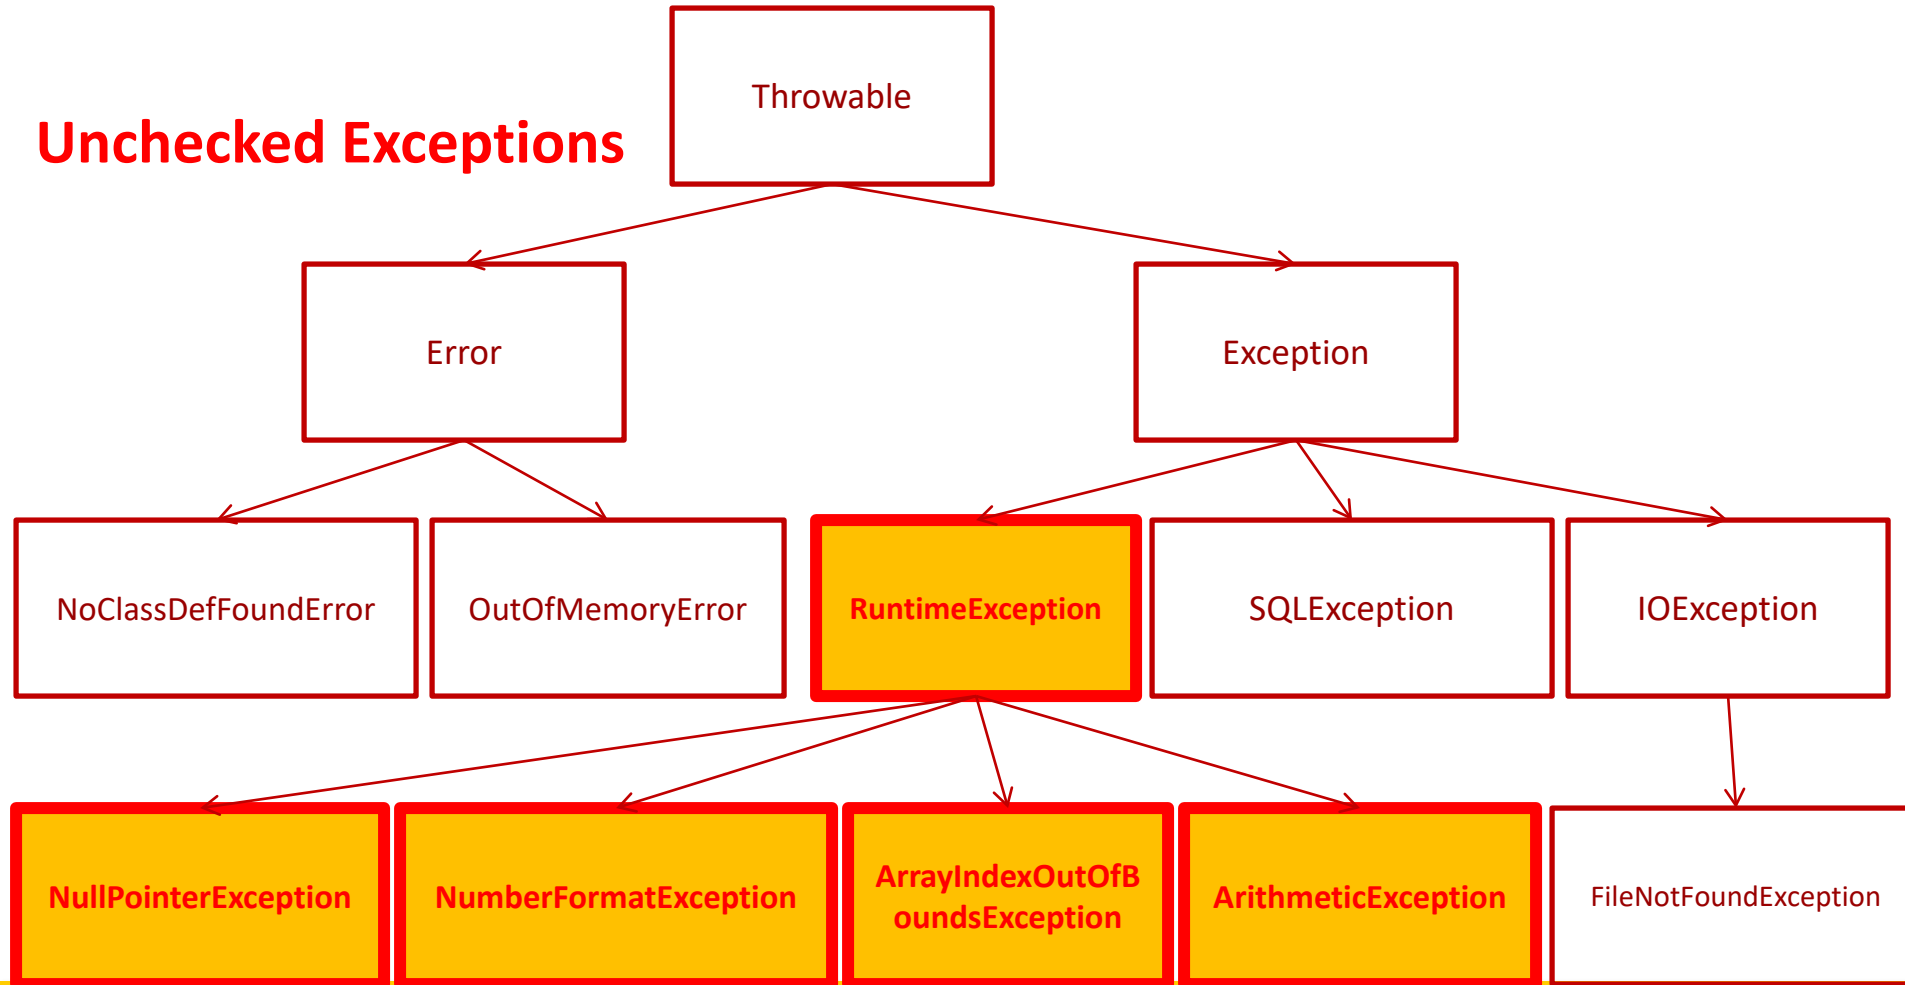 Throwable
Unchecked Exceptions
Error
Exception
NoClassDefFoundError
OutOfMemoryError
RuntimeException
SQLException
IOException
NullPointerException
NumberFormatException
ArrayIndexOutOfB
oundsException
ArithmeticException
FileNotFoundException